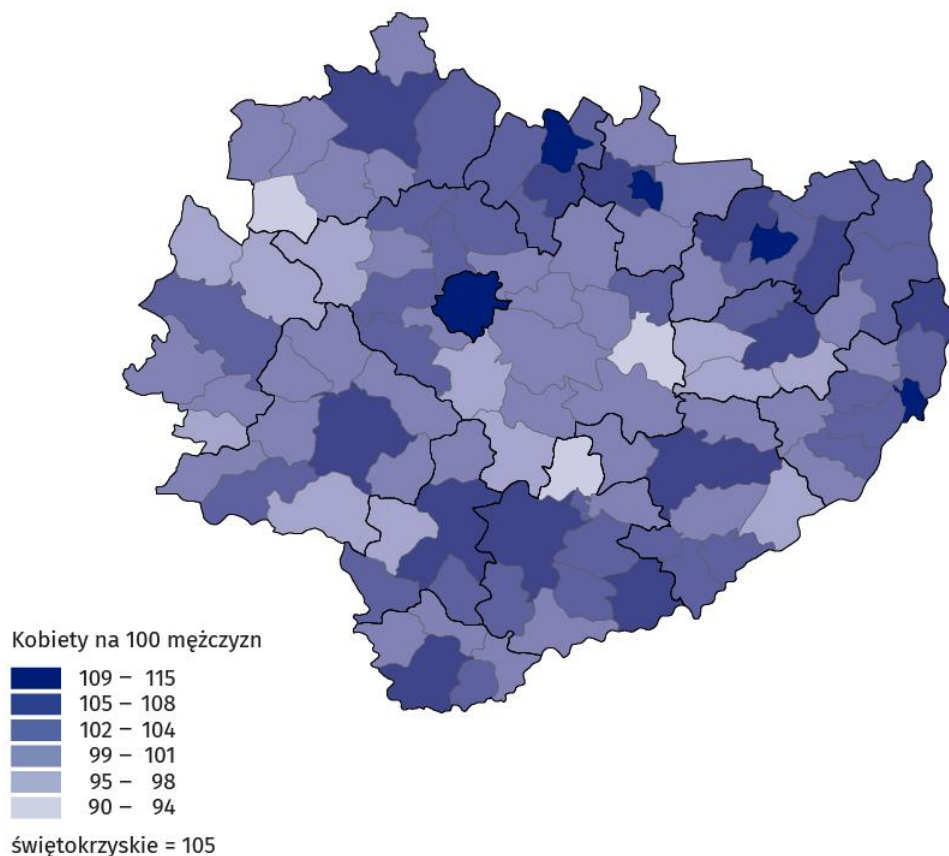 Kobiety na 100 mężczyzn
109 – 115
105 – 108
102 – 104
99 – 101
95 – 98
90 – 94
świętokrzyskie = 105